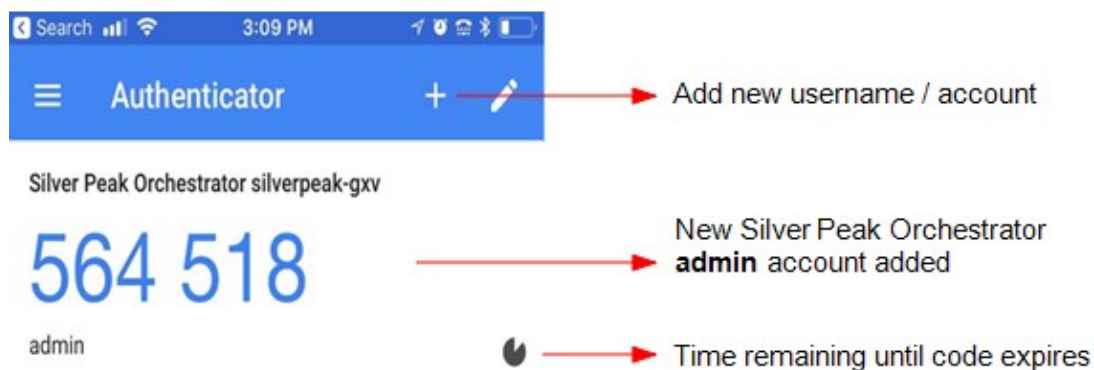 Search 3:09 PM
Authenticator
Add new username / account
Silver Peak Orchestrator silverpeak-gxv
564 518
New Silver Peak Orchestrator
admin account added
admin
Time remaining until code expires